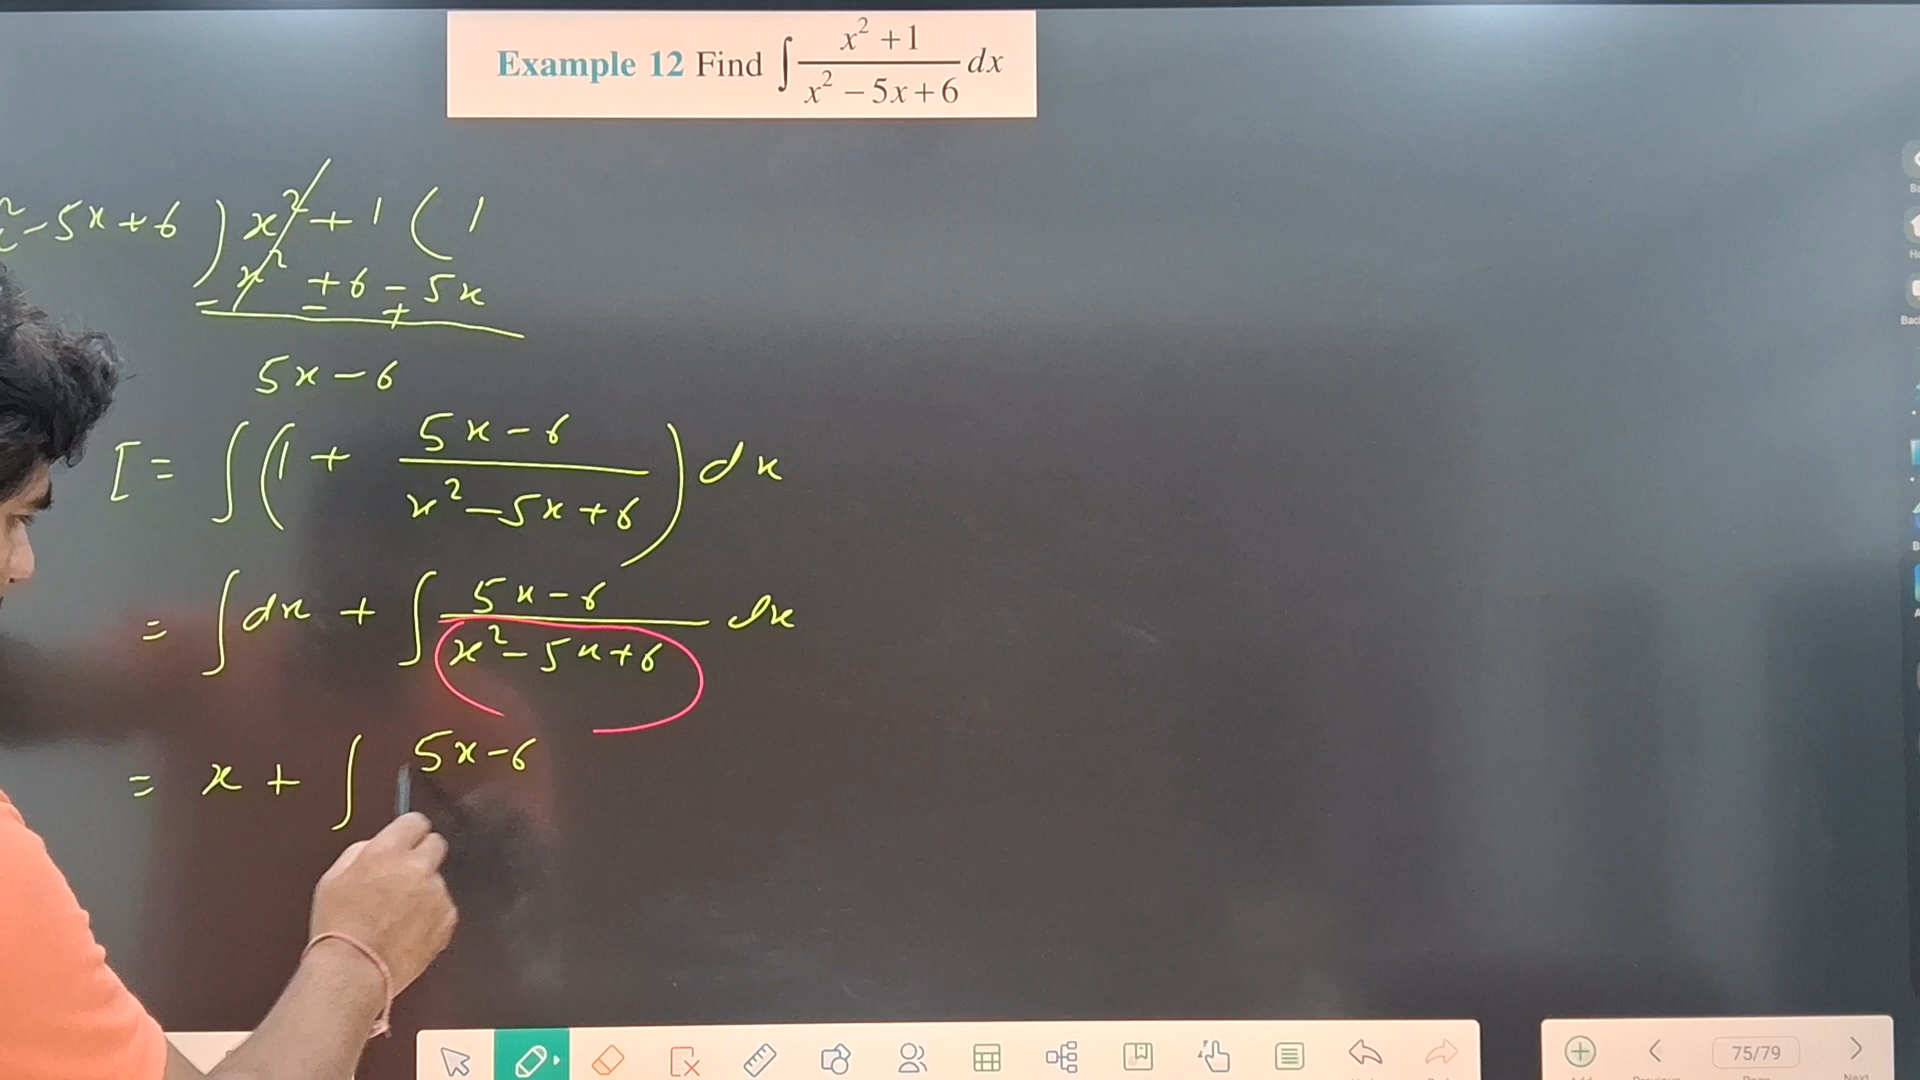 Example 12 Find ∫ (x² + 1)/(x² − 5x + 6) dx
− 5x + 6 ) x² + 1 ( 1
x² + 6 − 5x
− − +
5x − 6
I = ∫ (1 + (5x − 6)/(x² − 5x + 6)) dx
= ∫ dx + ∫ (5x − 6)/(x² − 5x + 6) dx
= x + ∫ 5x − 6
75/79